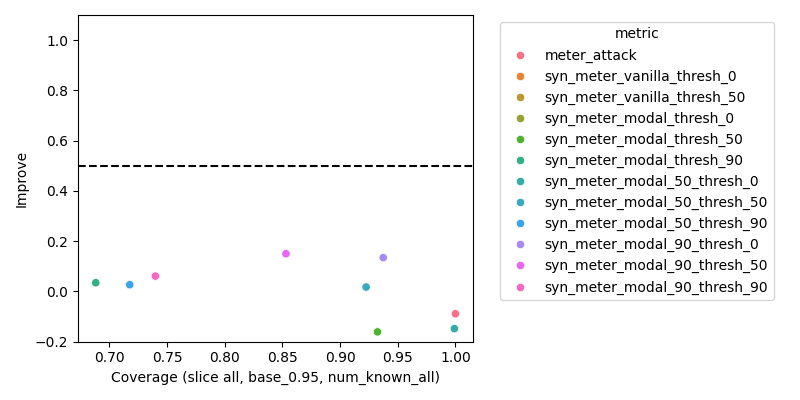 metric
meter_attack
syn_meter_vanilla_thresh_0
syn_meter_vanilla_thresh_50
syn_meter_modal_thresh_0
syn_meter_modal_thresh_50
syn_meter_modal_thresh_90
syn_meter_modal_50_thresh_0
syn_meter_modal_50_thresh_50
syn_meter_modal_50_thresh_90
syn_meter_modal_90_thresh_0
syn_meter_modal_90_thresh_50
syn_meter_modal_90_thresh_90
Improve
1.0
0.8
0.6
0.4
0.2
0.0
−0.2
0.70 0.75 0.80 0.85 0.90 0.95 1.00
Coverage (slice all, base_0.95, num_known_all)